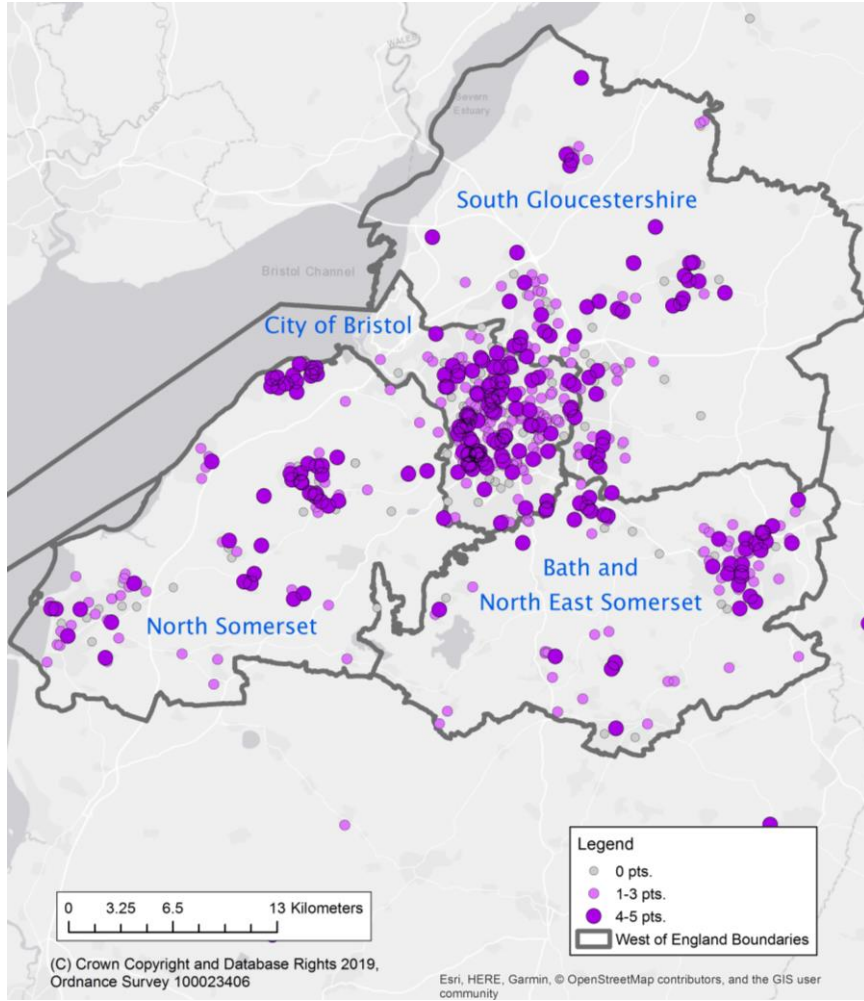 WALES
Severn
Estuary
South Gloucestershire
Bristol Channel
City of Bristol
Bath and
North East Somerset
North Somerset
Legend
0 pts.
1-3 pts.
4-5 pts.
West of England Boundaries
0 3.25 6.5 13 Kilometers
(C) Crown Copyright and Database Rights 2019,
Ordnance Survey 100023406
Esri, HERE, Garmin, © OpenStreetMap contributors, and the GIS user
community